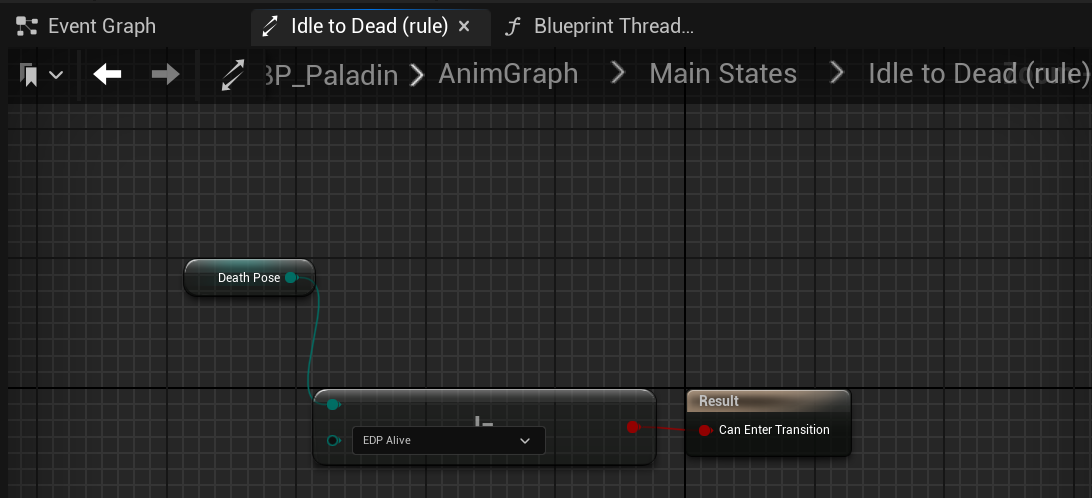 Event Graph
Idle to Dead (rule)
Blueprint Thread...
BP_Paladin > AnimGraph > Main States > Idle to Dead (rule)
Death Pose
!=
EDP Alive
Result
Can Enter Transition